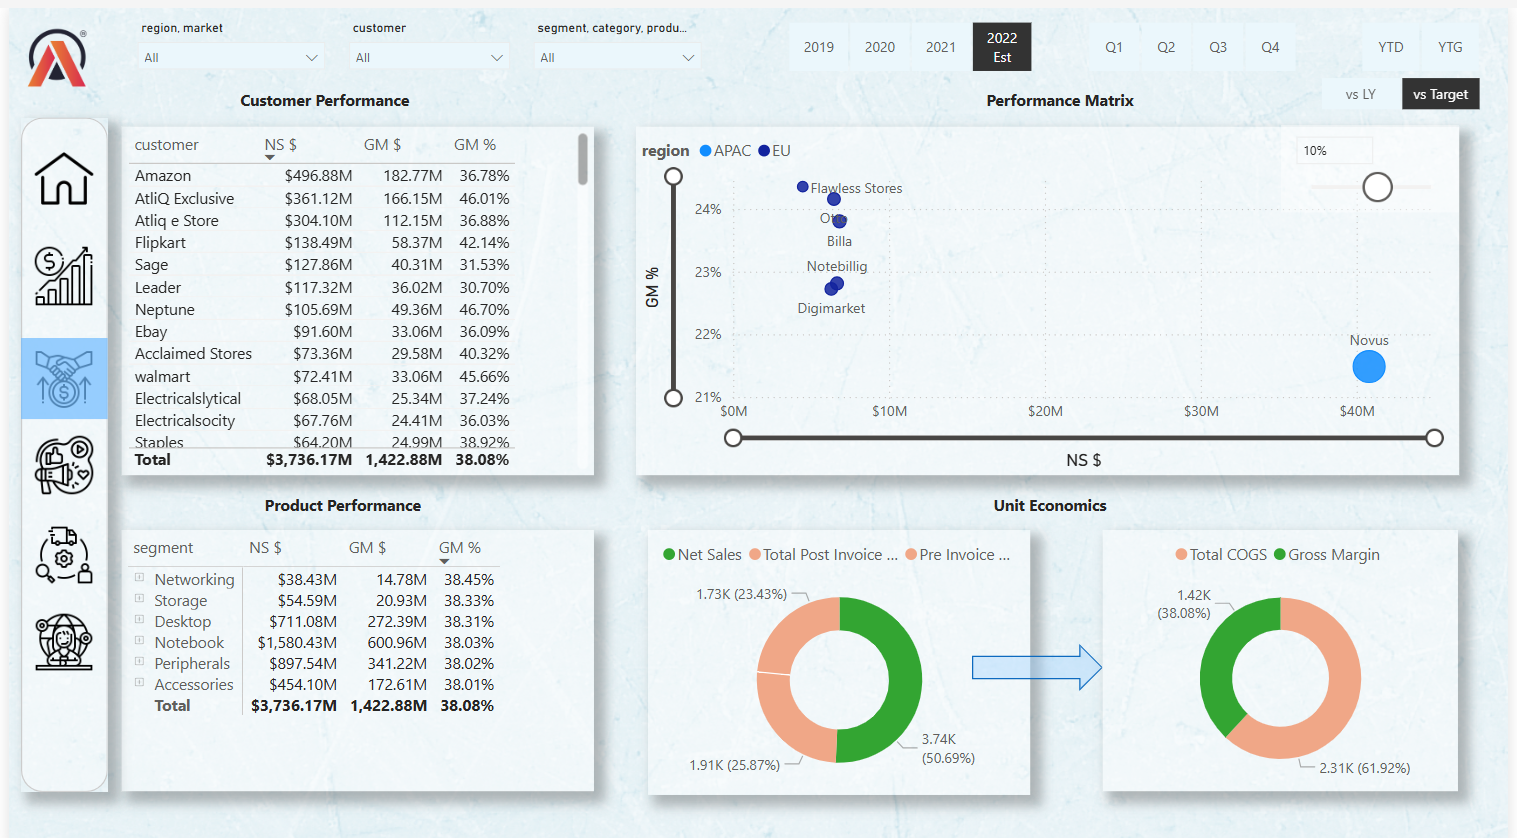 region, market
All
customer
All
segment, category, produ...
All
2019
2020
2021
2022
Est
Q1
Q2
Q3
Q4
YTD
YTG
vs LY
vs Target
®
Customer Performance
customer NS $ GM $ GM %
Amazon $496.88M 182.77M 36.78%
AtliQ Exclusive $361.12M 166.15M 46.01%
Atliq e Store $304.10M 112.15M 36.88%
Flipkart $138.49M 58.37M 42.14%
Sage $127.86M 40.31M 31.53%
Leader $117.32M 36.02M 30.70%
Neptune $105.69M 49.36M 46.70%
Ebay $91.60M 33.06M 36.09%
Acclaimed Stores $73.36M 29.58M 40.32%
walmart $72.41M 33.06M 45.66%
Electricalslytical $68.05M 25.34M 37.24%
Electricalsocity $67.76M 24.41M 36.03%
Staples $64.20M 24.99M 38.92%
Total $3,736.17M 1,422.88M 38.08%
Performance Matrix
region APAC EU
10%
GM %
24%
23%
22%
21%
Flawless Stores
Otto
Billa
Notebillig
Digimarket
Novus
$0M $10M $20M $30M $40M
NS $
Product Performance
segment NS $ GM $ GM %
Networking $38.43M 14.78M 38.45%
Storage $54.59M 20.93M 38.33%
Desktop $711.08M 272.39M 38.31%
Notebook $1,580.43M 600.96M 38.03%
Peripherals $897.54M 341.22M 38.02%
Accessories $454.10M 172.61M 38.01%
Total $3,736.17M 1,422.88M 38.08%
Unit Economics
Net Sales Total Post Invoice ... Pre Invoice ...
1.73K (23.43%)
1.91K (25.87%)
3.74K
(50.69%)
Total COGS Gross Margin
1.42K
(38.08%)
2.31K (61.92%)